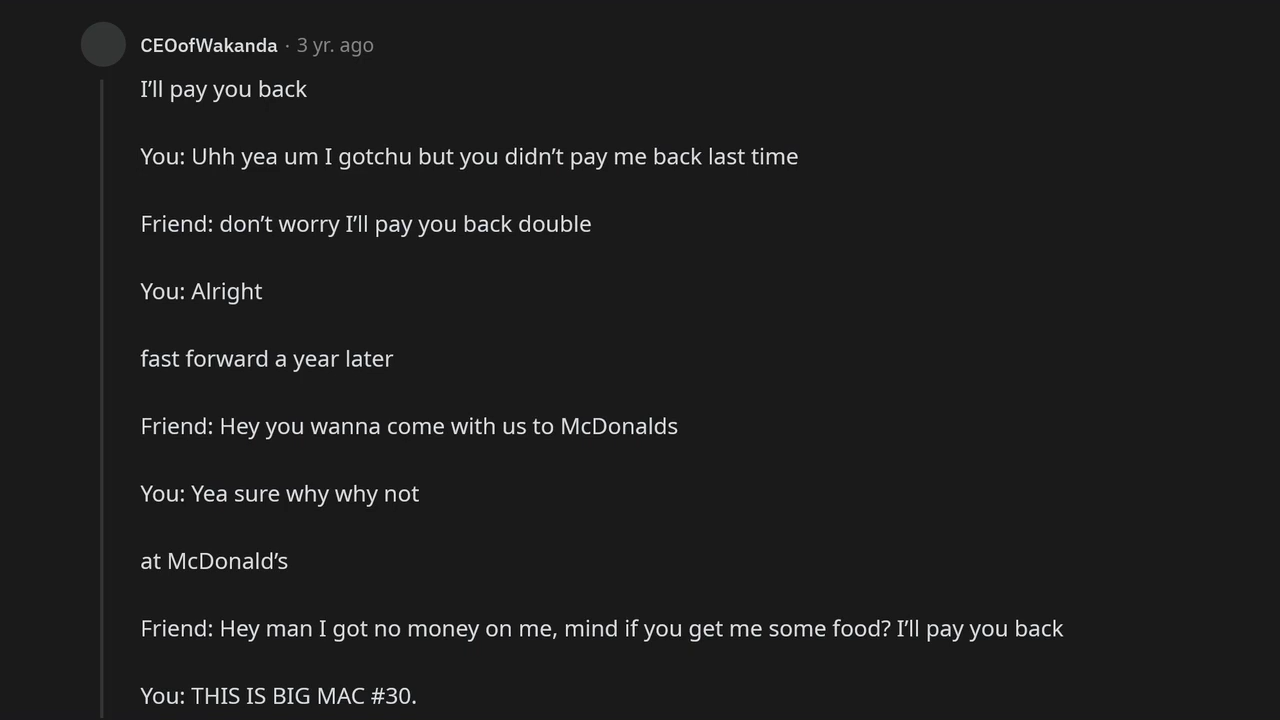 CEOofWakanda · 3 yr. ago
I’ll pay you back
You: Uhh yea um I gotchu but you didn’t pay me back last time
Friend: don’t worry I’ll pay you back double
You: Alright
fast forward a year later
Friend: Hey you wanna come with us to McDonalds
You: Yea sure why why not
at McDonald’s
Friend: Hey man I got no money on me, mind if you get me some food? I’ll pay you back
You: THIS IS BIG MAC #30.